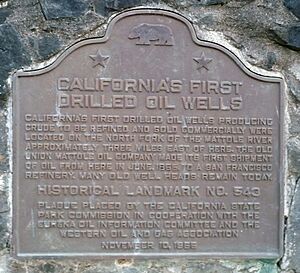 CALIFORNIA'S FIRST
DRILLED OIL WELLS
CALIFORNIA'S FIRST DRILLED OIL WELLS PRODUCING
CRUDE TO BE REFINED AND SOLD COMMERCIALLY WERE
LOCATED ON THE NORTH FORK OF THE MATTOLE RIVER
APPROXIMATELY THREE MILES EAST OF HERE. THE OLD
UNION MATTOLE OIL COMPANY MADE ITS FIRST SHIPMENT
OF OIL FROM HERE IN JUNE 1865 TO A SAN FRANCISCO
REFINERY. MANY OLD WELL HEADS REMAIN TODAY.
HISTORICAL LANDMARK NO. 543
PLAQUE PLACED BY THE CALIFORNIA STATE
PARK COMMISSION IN COOPERATION WITH THE
EUREKA OIL INFORMATION COMMITTEE AND THE
WESTERN OIL AND GAS ASSOCIATION
NOVEMBER 10, 1955